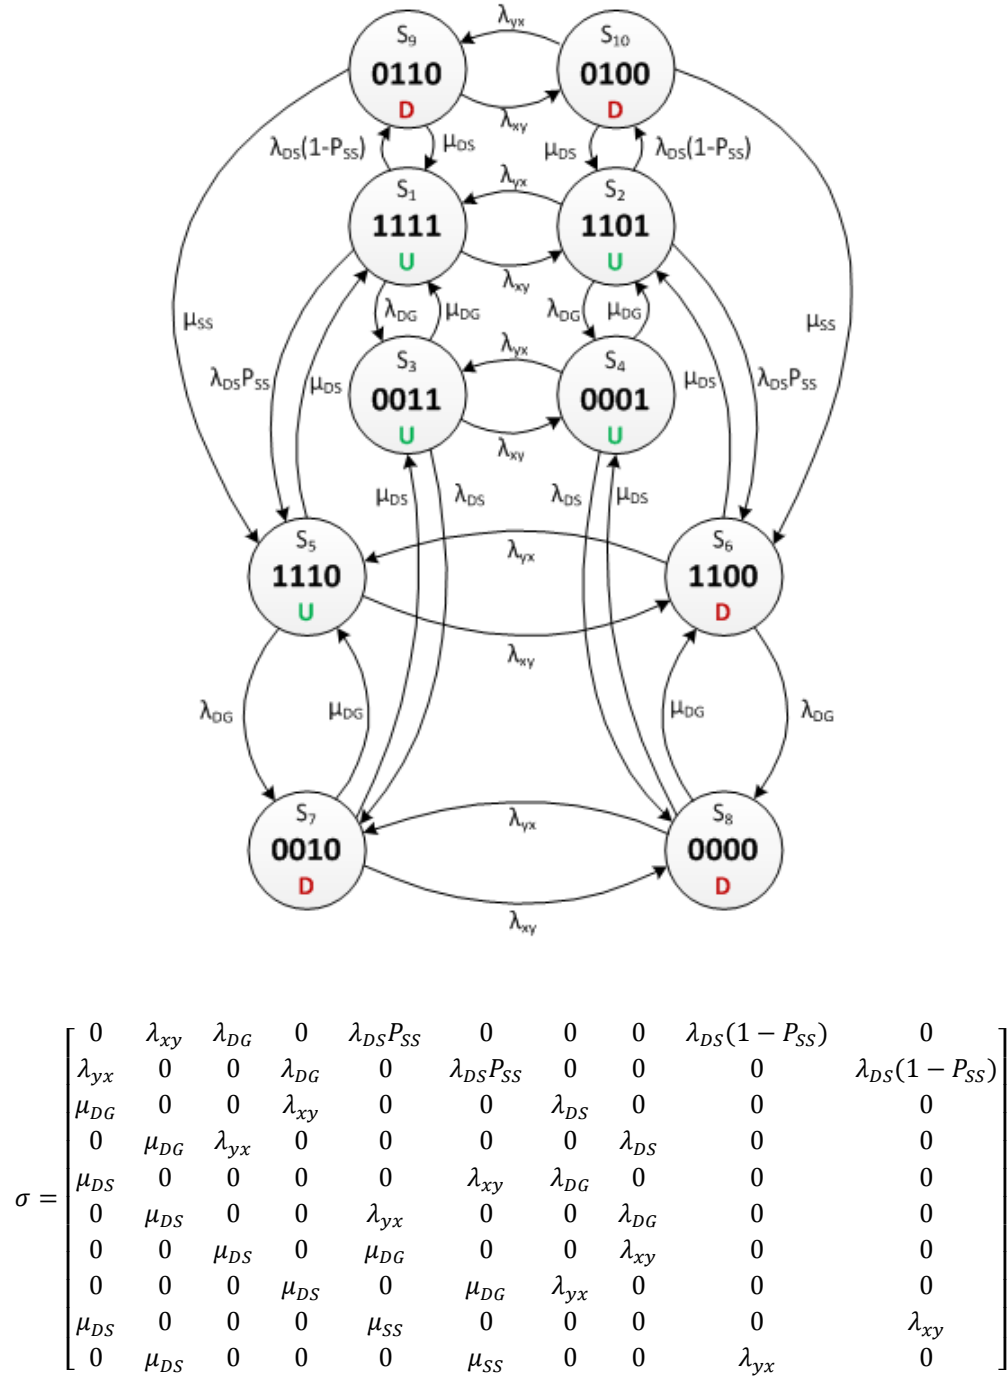 λyx
S9
S10
0110
0100
D
D
λxy
λDS(1-PSS)
μDS
μDS
λDS(1-PSS)
λyx
S1
S2
1111
1101
U
U
λxy
λDG
μDG
λDG
μDG
μSS
μSS
λyx
S3
S4
λDSPSS
μDS
μDS
λDSPSS
0011
0001
U
U
λxy
μDS
λDS
λDS
μDS
S5
S6
λyx
1110
1100
U
D
λxy
λDG
μDG
μDG
λDG
S7
S8
λyx
0010
0000
D
D
λxy
0 λxy λDG 0 λDSPSS 0 0 0 λDS(1 − PSS) 0
λyx 0 0 λDG 0 λDSPSS 0 0 0 λDS(1 − PSS)
μDG 0 0 λxy 0 0 λDS 0 0 0
0 μDG λyx 0 0 0 0 λDS 0 0
σ = μDS 0 0 0 0 λxy λDG 0 0 0
0 μDS 0 0 λyx 0 0 λDG 0 0
0 0 μDS 0 μDG 0 0 λxy 0 0
0 0 0 μDS 0 μDG λyx 0 0 0
μDS 0 0 0 μSS 0 0 0 0 λxy
0 μDS 0 0 0 μSS 0 0 λyx 0